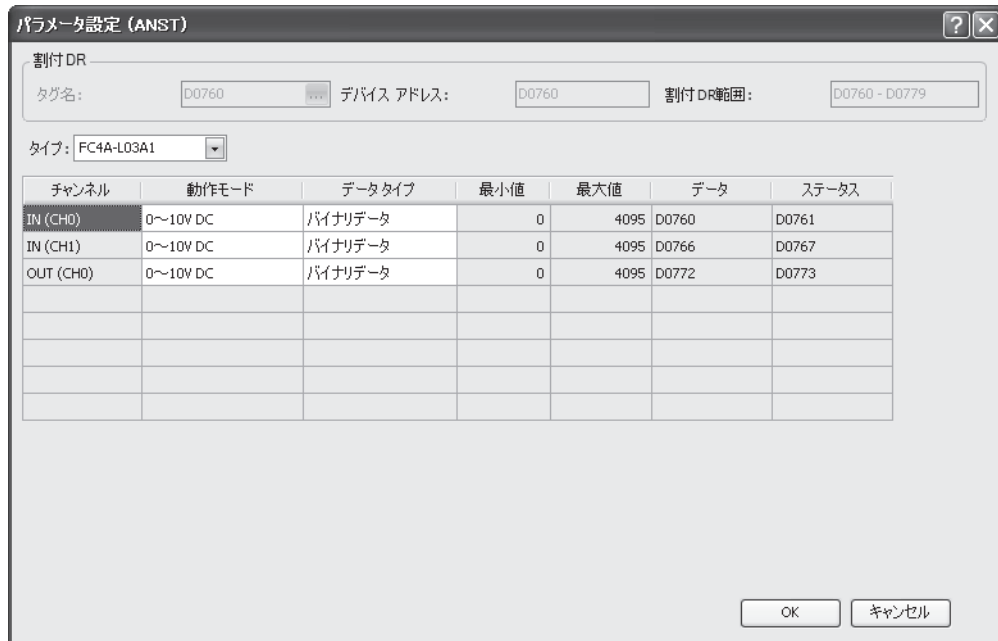 パラメータ設定 (ANST)
割付DR
タグ名: D0760 ... デバイス アドレス: D0760 割付DR範囲: D0760 - D0779
タイプ: FC4A-L03A1
チャンネル 動作モード データタイプ 最小値 最大値 データ ステータス
IN (CH0) 0～10V DC バイナリデータ 0 4095 D0760 D0761
IN (CH1) 0～10V DC バイナリデータ 0 4095 D0766 D0767
OUT (CH0) 0～10V DC バイナリデータ 0 4095 D0772 D0773
OK キャンセル